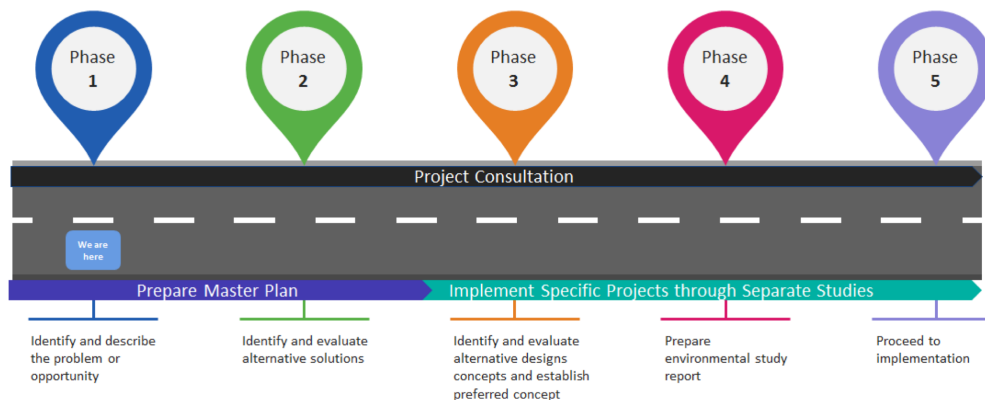 Phase
1
Phase
2
Phase
3
Phase
4
Phase
5
Project Consultation
We are
here
Prepare Master Plan
Implement Specific Projects through Separate Studies
Identify and describe
the problem or
opportunity
Identify and evaluate
alternative solutions
Identify and evaluate
alternative designs
concepts and establish
preferred concept
Prepare
environmental study
report
Proceed to
implementation